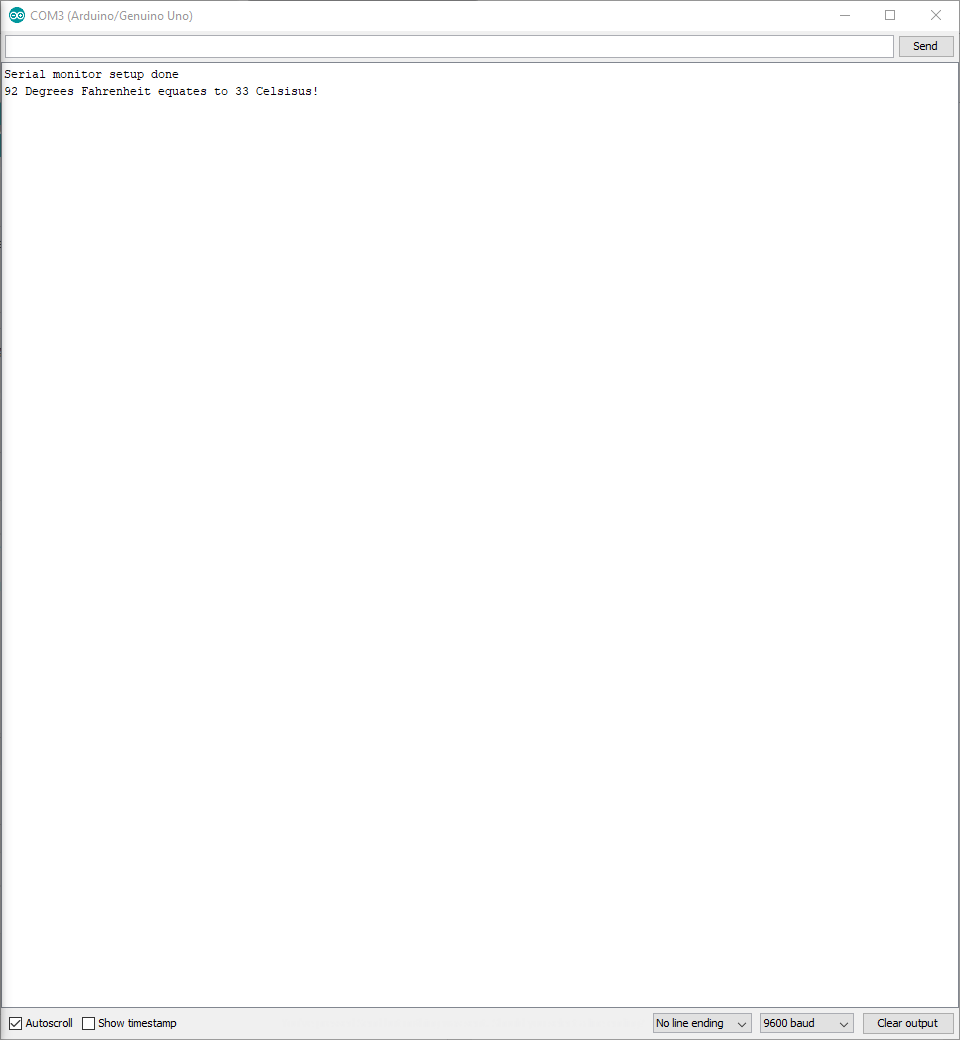 COM3 (Arduino/Genuino Uno)
Send
Serial monitor setup done
92 Degrees Fahrenheit equates to 33 Celsisus!
Autoscroll Show timestamp No line ending 9600 baud Clear output